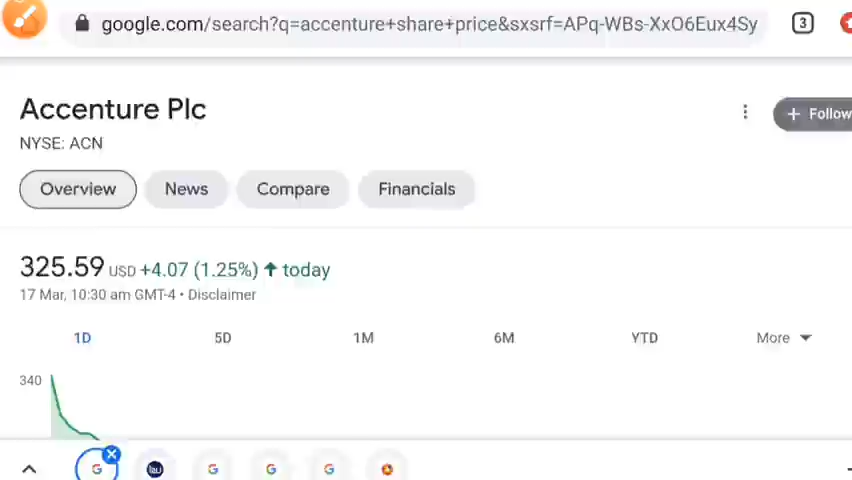 google.com/search?q=accenture+share+price&sxsrf=APq-WBs-XxO6Eux4Sy
3
Accenture Plc
+ Follow
NYSE: ACN
Overview News Compare Financials
325.59 USD +4.07 (1.25%) ↑ today
17 Mar, 10:30 am GMT-4 • Disclaimer
1D 5D 1M 6M YTD More
340